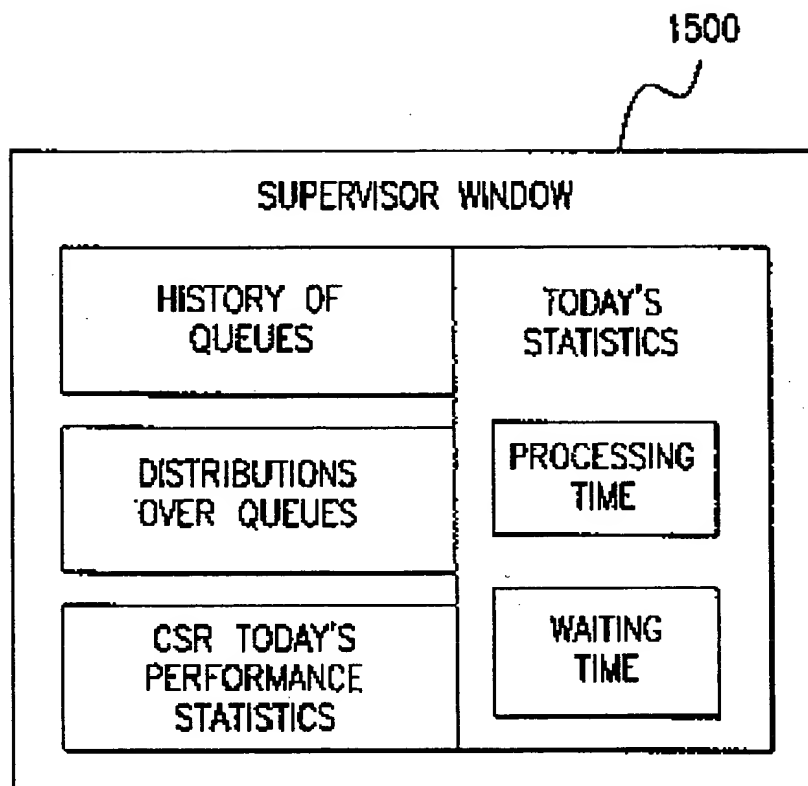 1500
SUPERVISOR WINDOW
HISTORY OF
QUEUES
DISTRIBUTIONS
OVER QUEUES
CSR TODAY'S
PERFORMANCE
STATISTICS
TODAY'S
STATISTICS
PROCESSING
TIME
WAITING
TIME